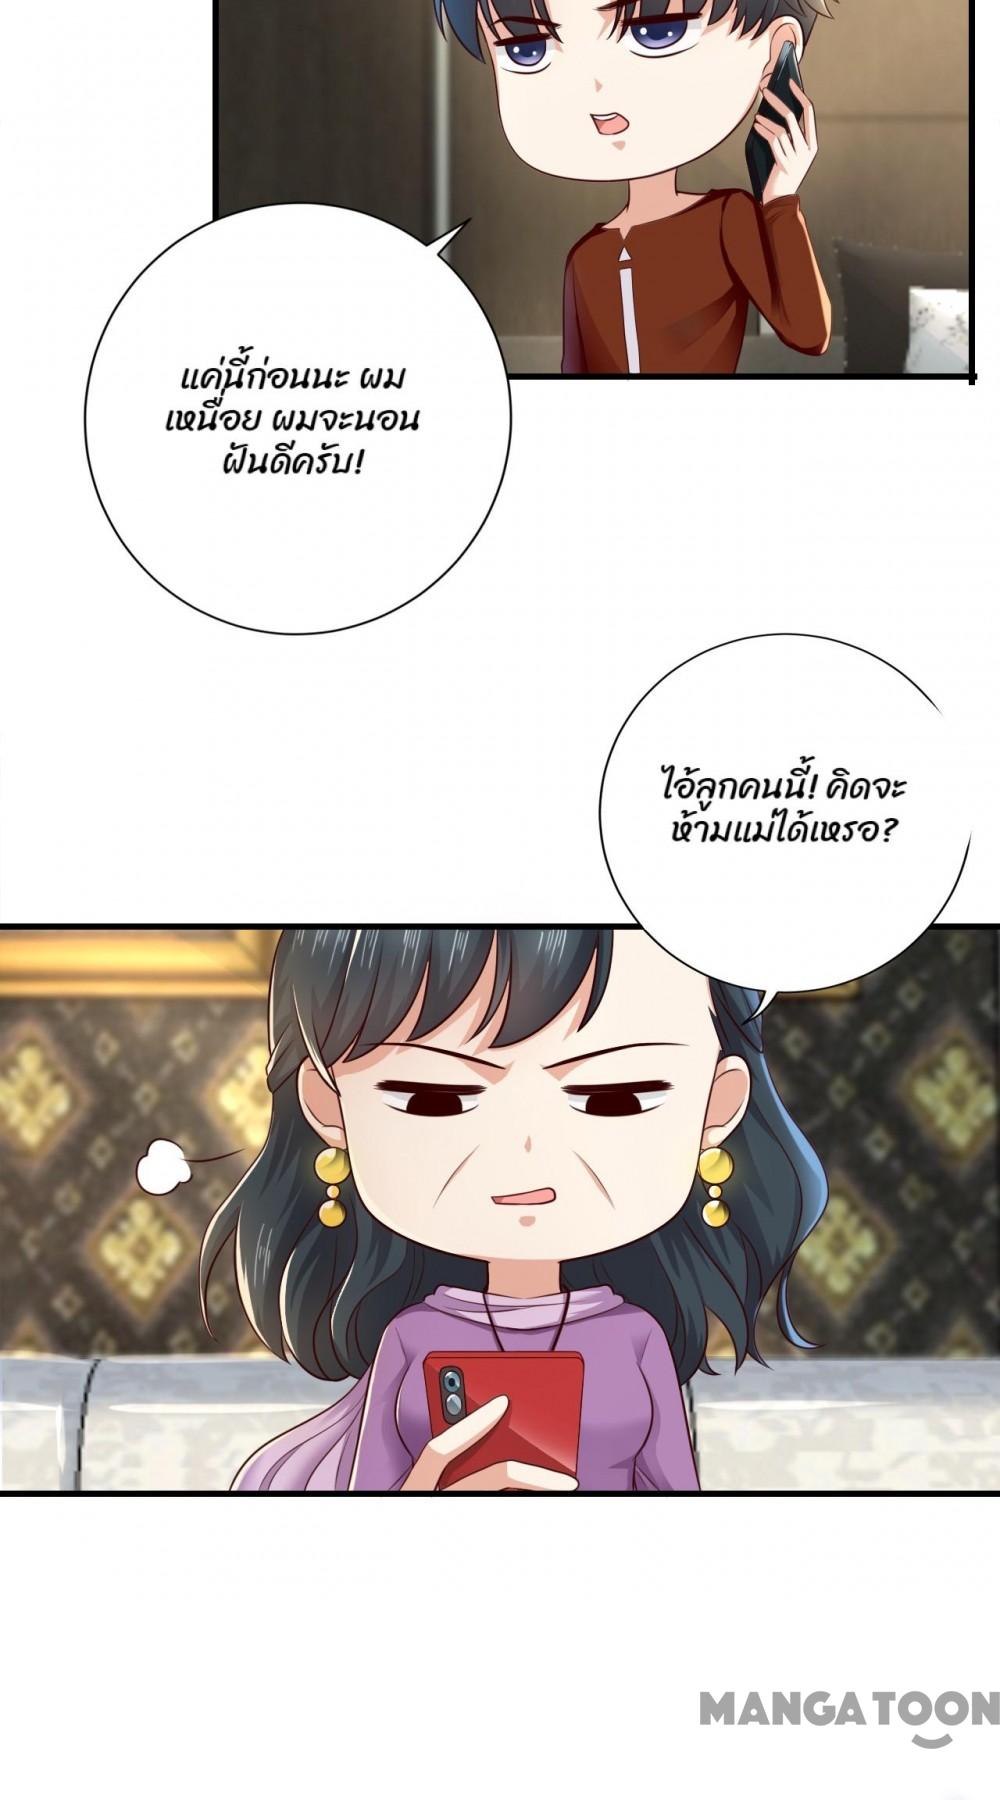 แค่นี้ก่อนนะ ผม
เหนื่อย ผมจะนอน
ฝันดีครับ!
ไอ้ลูกคนนี้! คิดจะ
ห้ามแม่ได้เหรอ?
MANGATOON